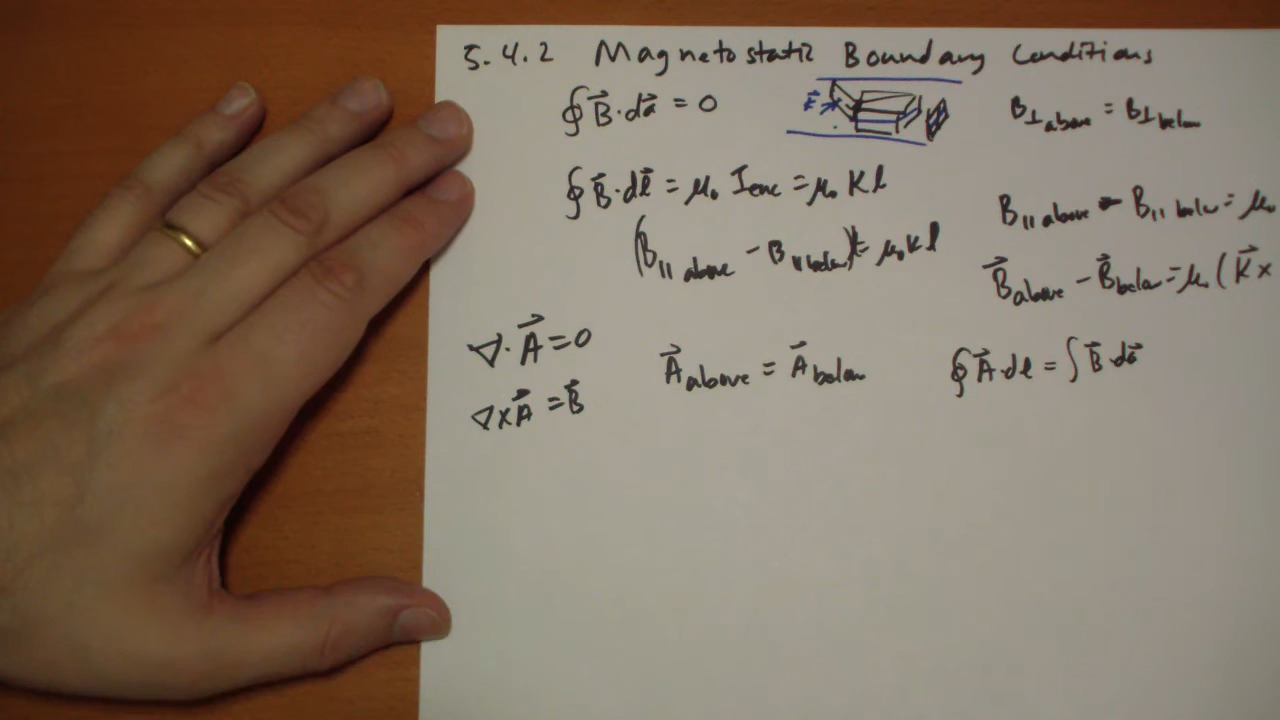 5.4.2 Magnetostatic Boundary Conditions
∮B⃗·da⃗ = 0
K⃗
B⊥above = B⊥below
∮B⃗·dl⃗ = μ₀ Ienc = μ₀ K l
B∥above - B∥below = μ₀
(B∥above - B∥below)l = μ₀ K l
B⃗above - B⃗below = μ₀ (K⃗ ×
∇·A⃗ = 0
A⃗above = A⃗below
∮A⃗·dl = ∫B⃗·da⃗
∇×A⃗ = B⃗